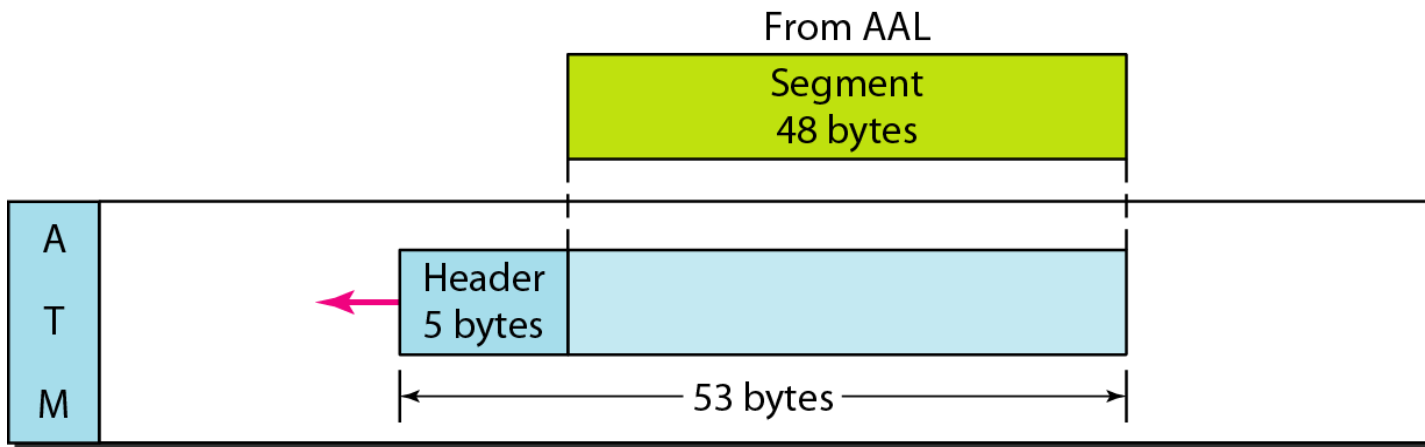 From AAL
Segment
48 bytes
A
T
M
Header
5 bytes
53 bytes